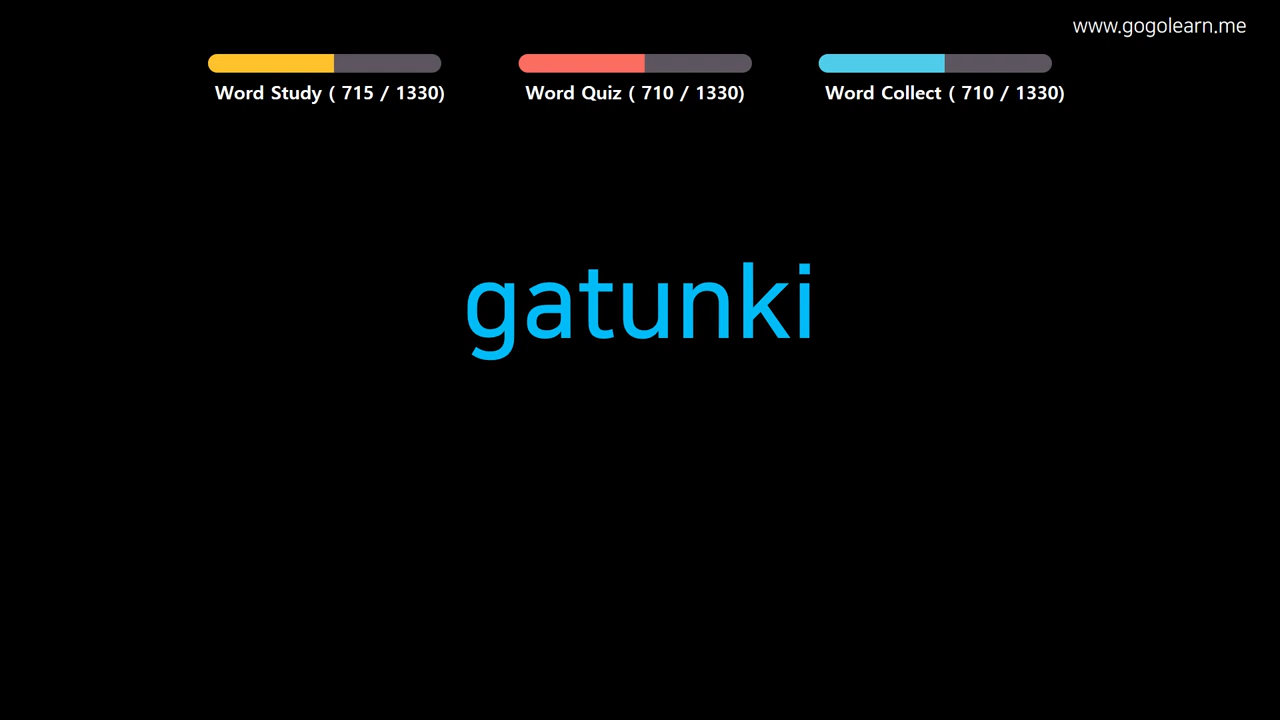 www.gogolearn.me
Word Study ( 715 / 1330)
Word Quiz ( 710 / 1330)
Word Collect ( 710 / 1330)
gatunki